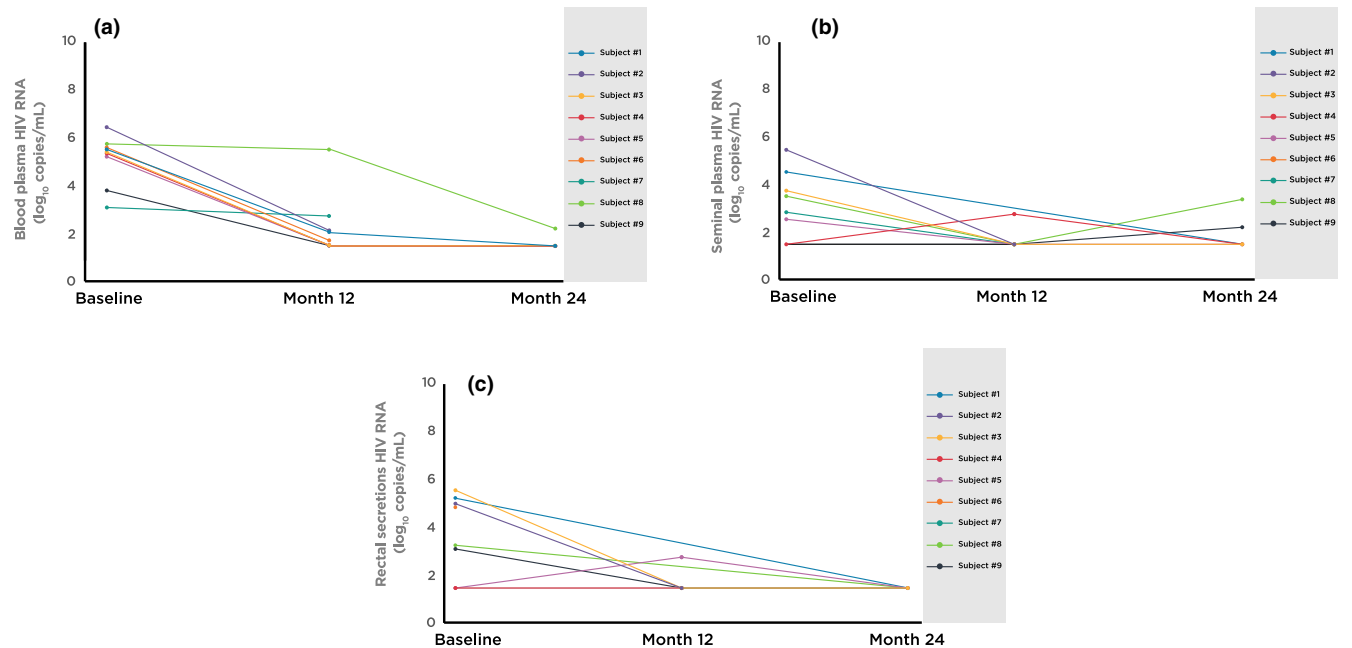 (a)
Blood plasma HIV RNA
(log₁₀ copies/mL)
10
8
6
4
2
0
Baseline
Month 12
Month 24
Subject #1
Subject #2
Subject #3
Subject #4
Subject #5
Subject #6
Subject #7
Subject #8
Subject #9
(b)
Seminal plasma HIV RNA
(log₁₀ copies/mL)
10
8
6
4
2
0
Baseline
Month 12
Month 24
Subject #1
Subject #2
Subject #3
Subject #4
Subject #5
Subject #6
Subject #7
Subject #8
Subject #9
(c)
Rectal secretions HIV RNA
(log₁₀ copies/mL)
10
8
6
4
2
0
Baseline
Month 12
Month 24
Subject #1
Subject #2
Subject #3
Subject #4
Subject #5
Subject #6
Subject #7
Subject #8
Subject #9